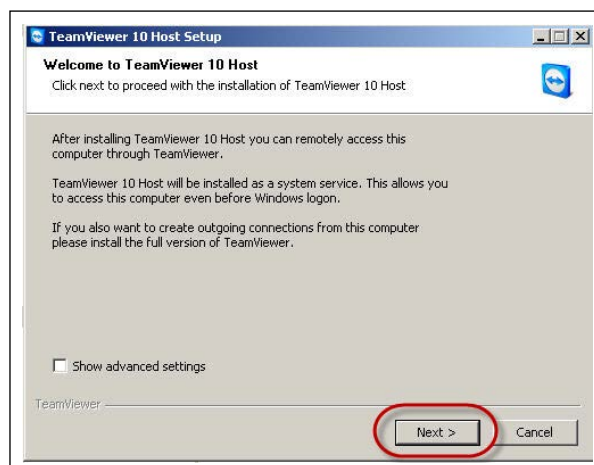 TeamViewer 10 Host Setup
Welcome to TeamViewer 10 Host
Click next to proceed with the installation of TeamViewer 10 Host
After installing TeamViewer 10 Host you can remotely access this
computer through TeamViewer.
TeamViewer 10 Host will be installed as a system service. This allows you
to access this computer even before Windows logon.
If you also want to create outgoing connections from this computer
please install the full version of TeamViewer.
Show advanced settings
TeamViewer
Next >
Cancel